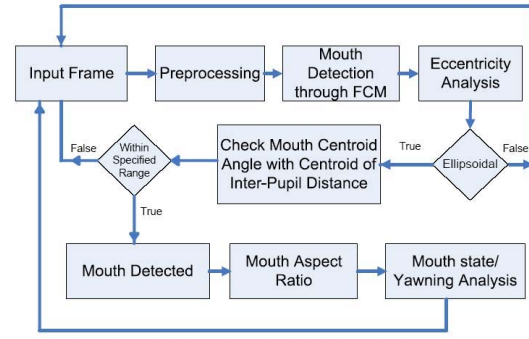 Input Frame
Preprocessing
Mouth
Detection
through FCM
Eccentricity
Analysis
False
Within
Specified
Range
Check Mouth Centroid
Angle with Centroid of
Inter-Pupil Distance
True
Ellipsoidal
False
True
Mouth Detected
Mouth Aspect
Ratio
Mouth state/
Yawning Analysis